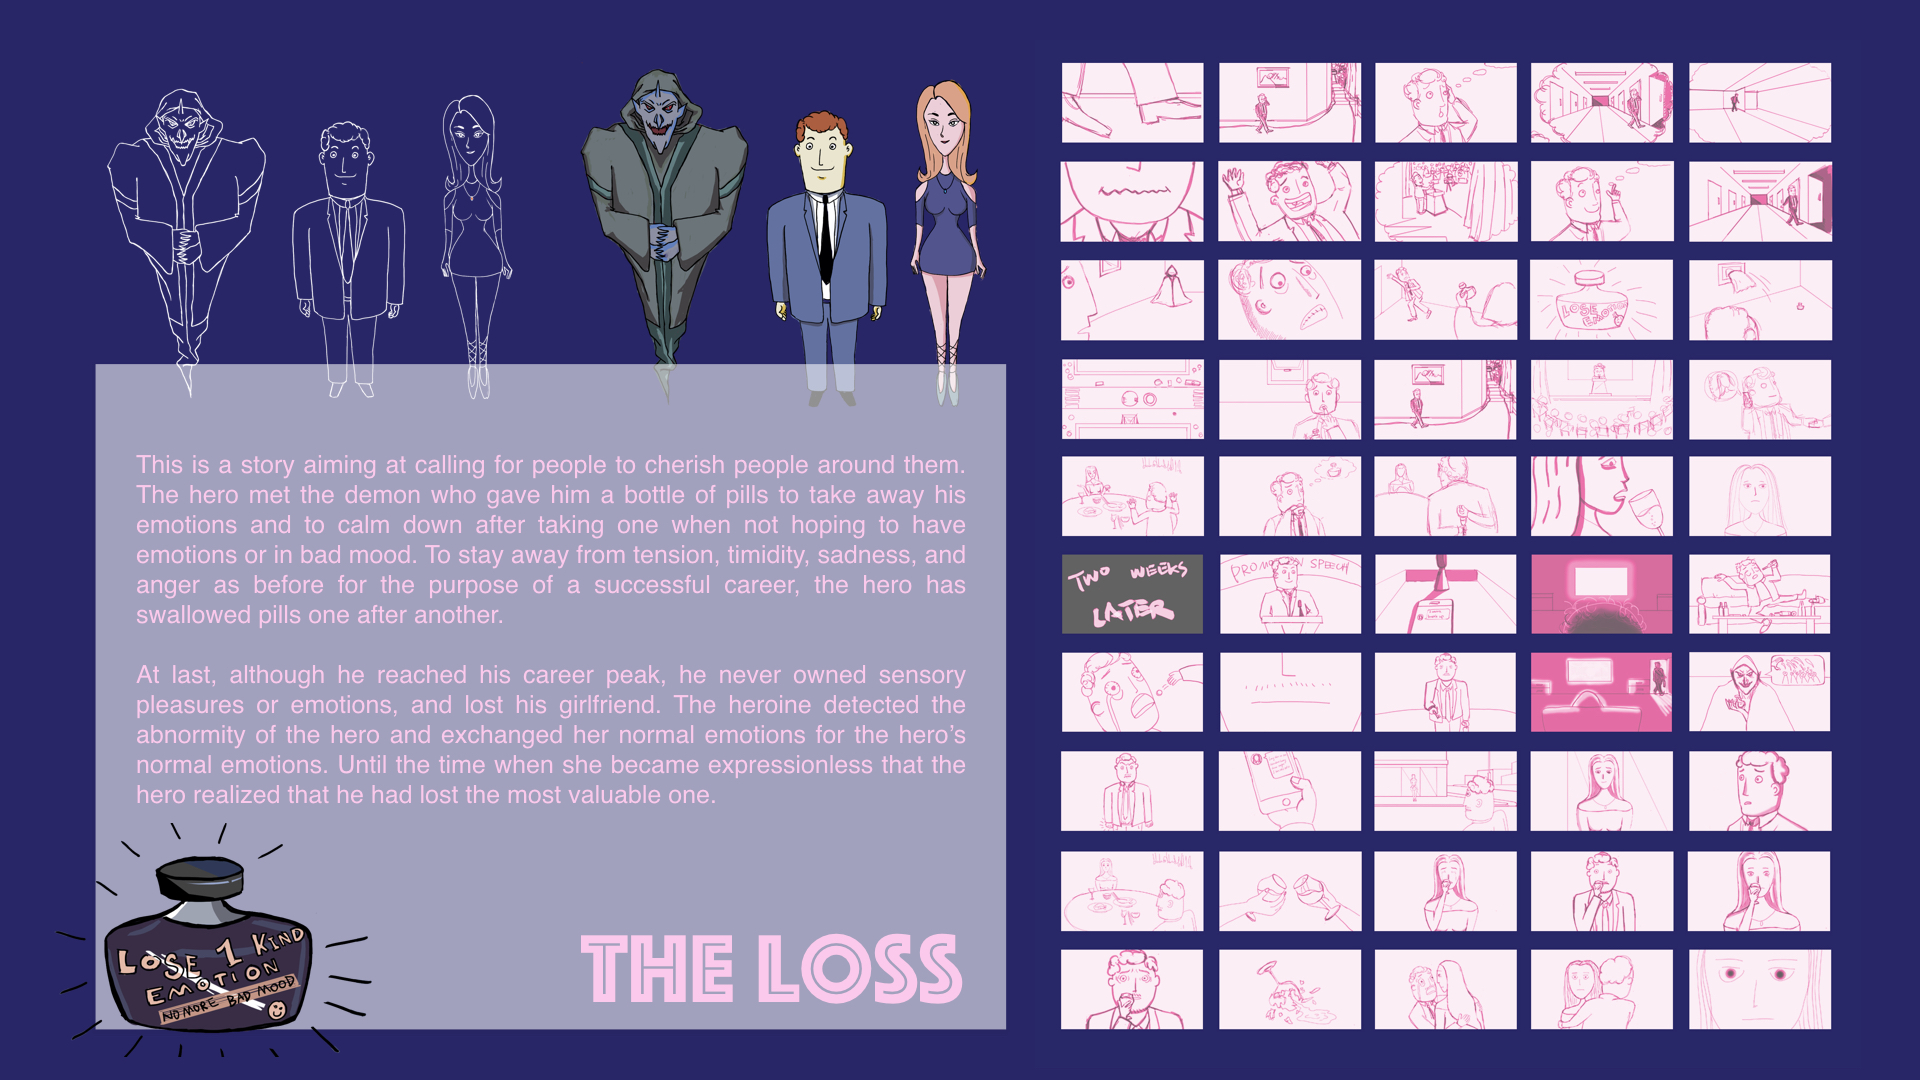 This is a story aiming at calling for people to cherish people around them.
The hero met the demon who gave him a bottle of pills to take away his
emotions and to calm down after taking one when not hoping to have
emotions or in bad mood. To stay away from tension, timidity, sadness, and
anger as before for the purpose of a successful career, the hero has
swallowed pills one after another.
At last, although he reached his career peak, he never owned sensory
pleasures or emotions, and lost his girlfriend. The heroine detected the
abnormity of the hero and exchanged her normal emotions for the hero’s
normal emotions. Until the time when she became expressionless that the
hero realized that he had lost the most valuable one.
LOSE 1 KIND
EMOTION
NO MORE BAD MOOD
THE LOSS
LOSE
TWO WEEKS
LATER
SPEECH